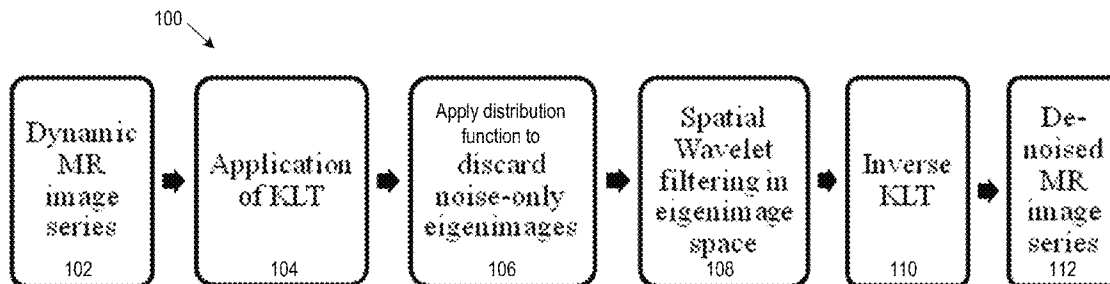 100
Dynamic
MR
image
series
102
Application
of KLT
104
Apply distribution
function to
discard
noise-only
eigenimages
106
Spatial
Wavelet
filtering in
eigenimage
space
108
Inverse
KLT
110
De-
noised
MR
image
series
112